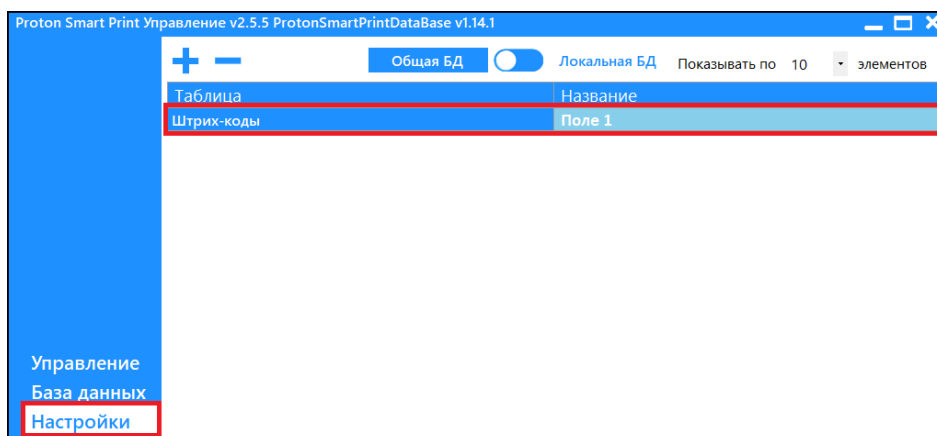 Proton Smart Print Управление v2.5.5 ProtonSmartPrintDataBase v1.14.1
Общая БД Локальная БД Показывать по 10 элементов
Таблица Название
Штрих-коды Поле 1
Управление
База данных
Настройки